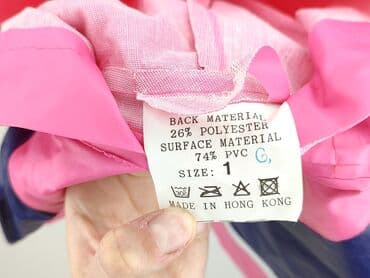 BACK MATERIAL
26% POLYESTER
SURFACE MATERIAL
74% PVC G
SIZE: 1
MADE IN HONG KONG